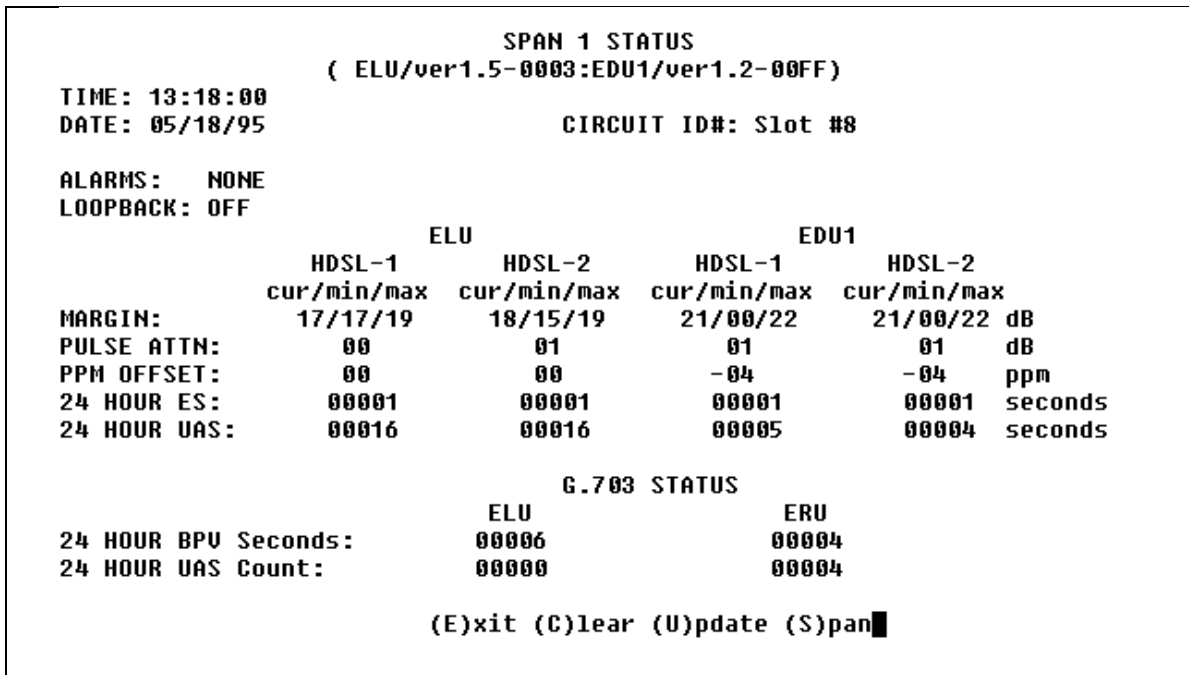 SPAN 1 STATUS
( ELU/ver1.5-0003:EDU1/ver1.2-00FF)
TIME: 13:18:00
DATE: 05/18/95 CIRCUIT ID#: Slot #8
ALARMS: NONE
LOOPBACK: OFF
ELU EDU1
HDSL-1 HDSL-2 HDSL-1 HDSL-2
cur/min/max cur/min/max cur/min/max cur/min/max
MARGIN: 17/17/19 18/15/19 21/00/22 21/00/22 dB
PULSE ATTN: 00 01 01 01 dB
PPM OFFSET: 00 00 -04 -04 ppm
24 HOUR ES: 00001 00001 00001 00001 seconds
24 HOUR UAS: 00016 00016 00005 00004 seconds
G.703 STATUS
ELU ERU
24 HOUR BPV Seconds: 00006 00004
24 HOUR UAS Count: 00000 00004
(E)xit (C)lear (U)pdate (S)pan